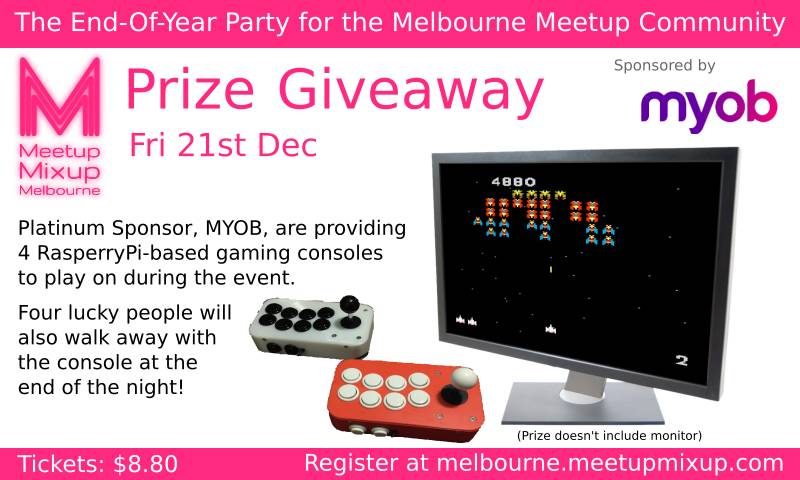 The End-Of-Year Party for the Melbourne Meetup Community
Prize Giveaway
Sponsored by
myob
Meetup
Mixup
Melbourne
Fri 21st Dec
4880
Platinum Sponsor, MYOB, are providing
4 RasperryPi-based gaming consoles
to play on during the event.
Four lucky people will
also walk away with
the console at the
end of the night!
2
(Prize doesn't include monitor)
Tickets: $8.80
Register at melbourne.meetupmixup.com